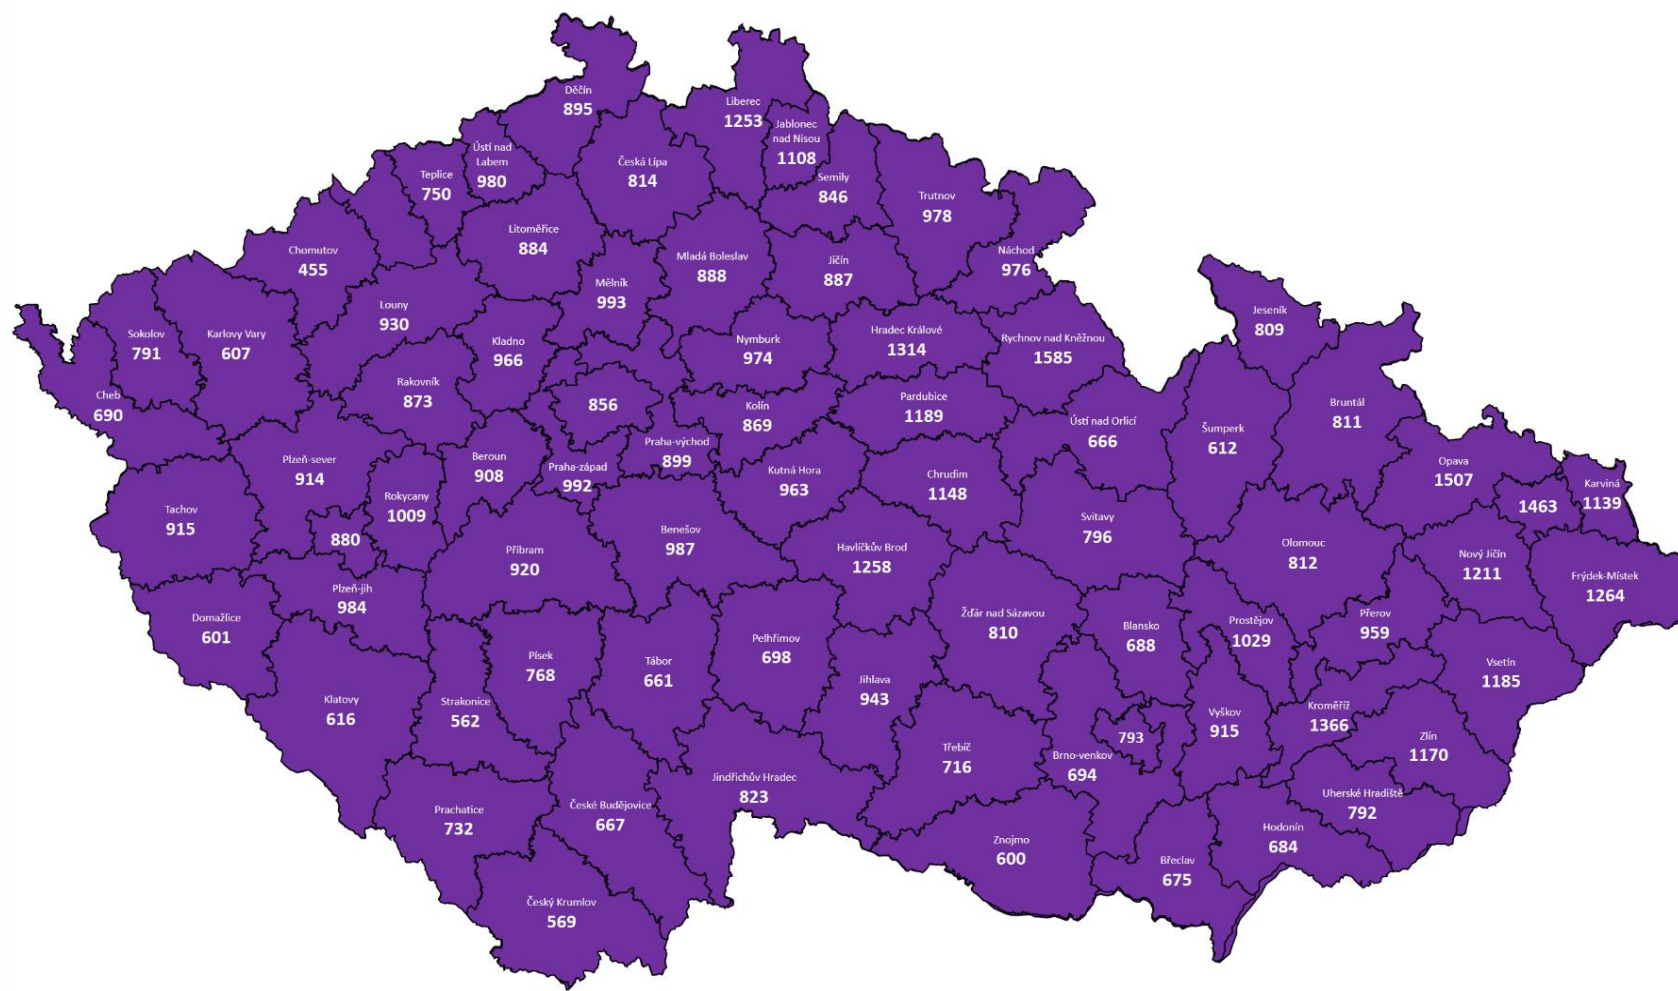 Děčín
895
Liberec
1253
Jablonec
nad Nisou
1108
Ústí nad
Labem
980
Teplice
750
Česká Lípa
814
Semily
846
Trutnov
978
Litoměřice
884
Chomutov
455
Mladá Boleslav
888
Jičín
887
Náchod
976
Mělník
993
Louny
930
Jeseník
809
Sokolov
791
Karlovy Vary
607
Kladno
966
Nymburk
974
Hradec Králové
1314
Rychnov nad Kněžnou
1585
Cheb
690
Rakovník
873
856
Kolín
869
Pardubice
1189
Ústí nad Orlicí
666
Šumperk
612
Bruntál
811
Plzeň-sever
914
Beroun
908
Praha-západ
992
Praha-východ
899
Kutná Hora
963
Chrudim
1148
Opava
1507
Karviná
1139
1463
Tachov
915
Rokycany
1009
880
Příbram
920
Benešov
987
Havlíčkův Brod
1258
Svitavy
796
Olomouc
812
Nový Jičín
1211
Frýdek-Místek
1264
Domažlice
601
Plzeň-jih
984
Žďár nad Sázavou
810
Blansko
688
Prostějov
1029
Přerov
959
Klatovy
616
Strakonice
562
Písek
768
Tábor
661
Pelhřimov
698
Jihlava
943
Vsetín
1185
Vyškov
915
Kroměříž
1366
Třebíč
716
793
Brno-venkov
694
Zlín
1170
Prachatice
732
České Budějovice
667
Jindřichův Hradec
823
Uherské Hradiště
792
Znojmo
600
Hodonín
684
Břeclav
675
Český Krumlov
569